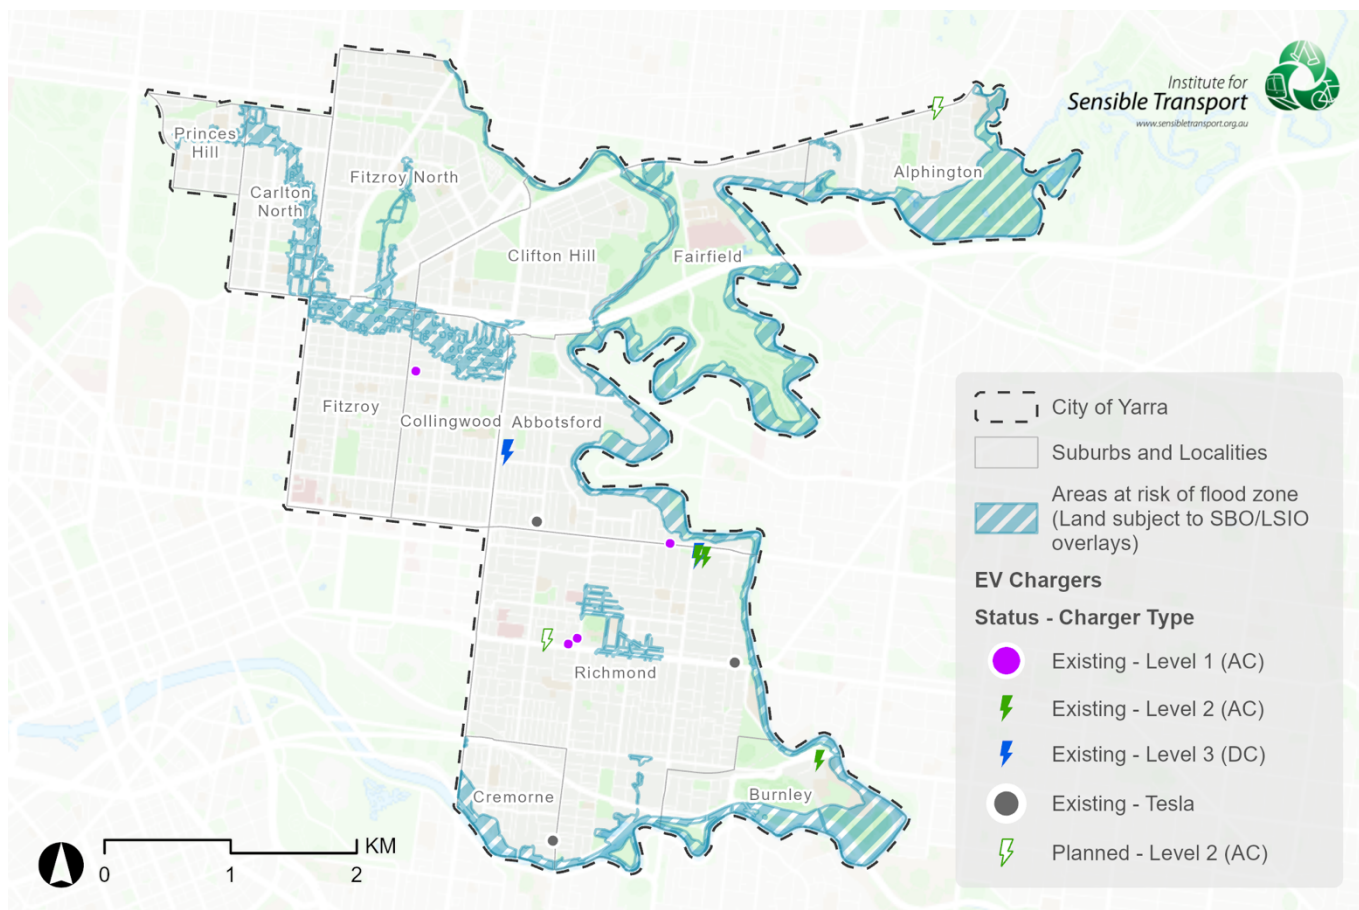 Institute for
Sensible Transport
www.sensibletransport.org.au
Princes
Hill
Carlton
North
Fitzroy North
Alphington
Clifton Hill
Fairfield
Fitzroy
Collingwood
Abbotsford
Richmond
Cremorne
Burnley
City of Yarra
Suburbs and Localities
Areas at risk of flood zone
(Land subject to SBO/LSIO
overlays)
EV Chargers
Status - Charger Type
Existing - Level 1 (AC)
Existing - Level 2 (AC)
Existing - Level 3 (DC)
Existing - Tesla
Planned - Level 2 (AC)
KM
0 1 2